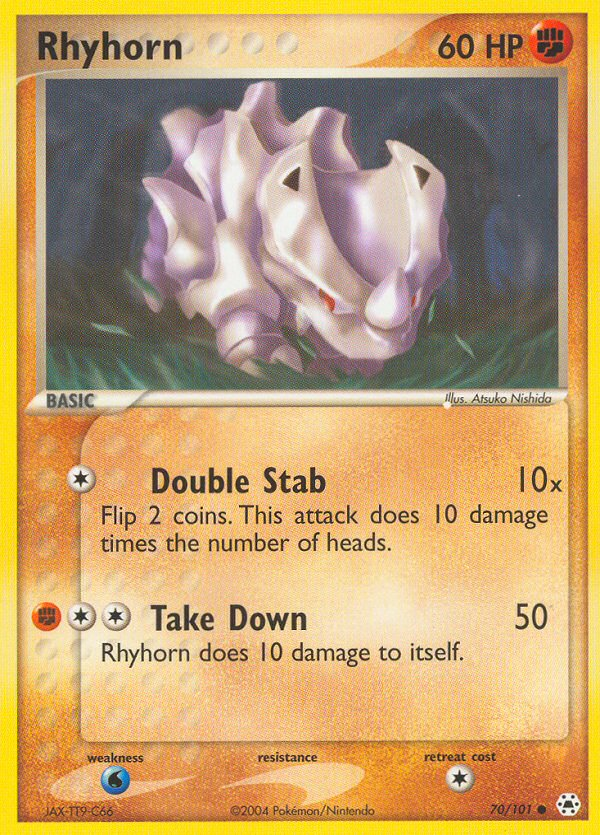 Rhyhorn
60 HP
BASIC
Illus. Atsuko Nishida
Double Stab 10x
Flip 2 coins. This attack does 10 damage
times the number of heads.
Take Down 50
Rhyhorn does 10 damage to itself.
weakness resistance retreat cost
JAX-TT9-C66 ©2004 Pokémon/Nintendo 70/101